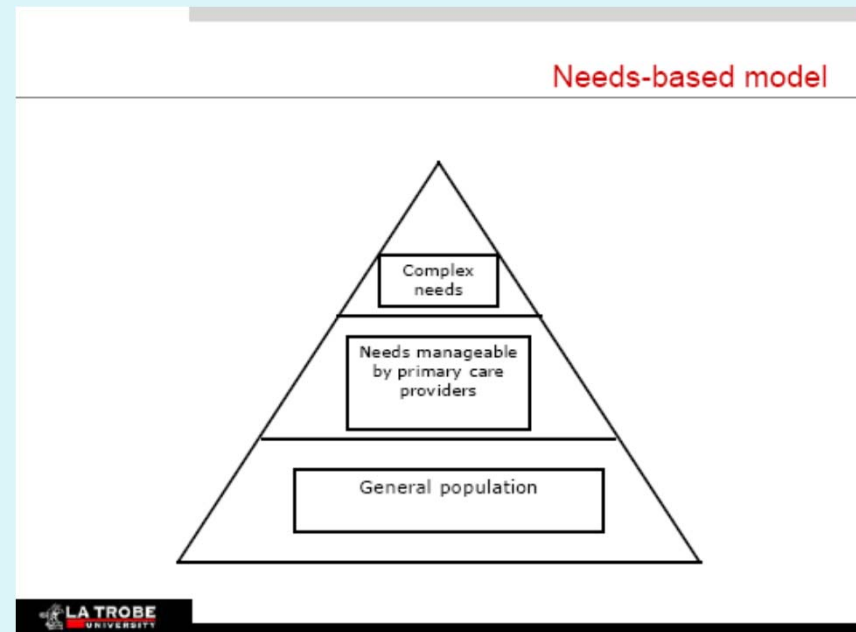 Needs-based model
Complex
needs
Needs manageable
by primary care
providers
General population
LA TROBE
UNIVERSITY